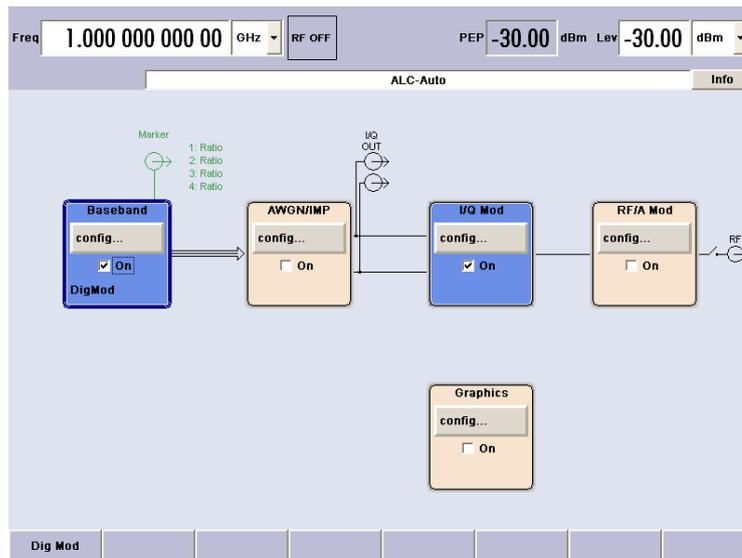 Freq 1.000 000 000 00 GHz RF OFF PEP -30.00 dBm Lev -30.00 dBm
ALC-Auto Info
Marker
1: Ratio
2: Ratio
3: Ratio
4: Ratio
I/Q
OUT
Baseband
config...
On
DigMod
AWGN/IMP
config...
On
I/Q Mod
config...
On
RF/A Mod
config...
On
RF
Graphics
config...
On
Dig Mod